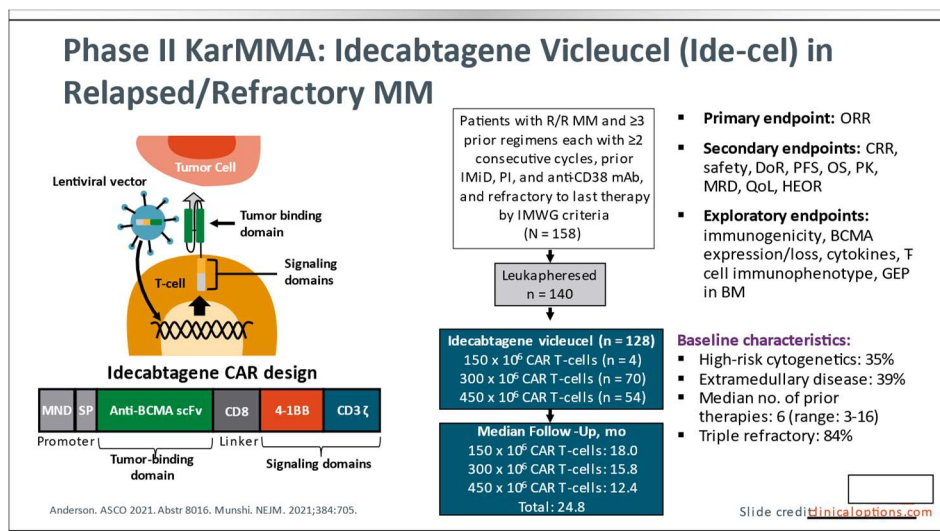 Phase II KarMMA: Idecabtagene Vicleucel (Ide-cel) in
Relapsed/Refractory MM
Tumor Cell
Lentiviral vector
Tumor binding
domain
Signaling
domains
T-cell
Idecabtagene CAR design
MND SP Anti-BCMA scFv CD8 4-1BB CD3 ζ
Promoter Linker
Tumor-binding
domain
Signaling domains
Patients with R/R MM and ≥3
prior regimens each with ≥2
consecutive cycles, prior
IMiD, PI, and anti-CD38 mAb,
and refractory to last therapy
by IMWG criteria
(N = 158)
Leukapheresed
n = 140
Idecabtagene vicleucel (n = 128)
150 x 10⁶ CAR T-cells (n = 4)
300 x 10⁶ CAR T-cells (n = 70)
450 x 10⁶ CAR T-cells (n = 54)
Median Follow -Up, mo
150 x 10⁶ CAR T-cells: 18.0
300 x 10⁶ CAR T-cells: 15.8
450 x 10⁶ CAR T-cells: 12.4
Total: 24.8
▪ Primary endpoint: ORR
▪ Secondary endpoints: CRR,
safety, DoR, PFS, OS, PK,
MRD, QoL, HEOR
▪ Exploratory endpoints:
immunogenicity, BCMA
expression/loss, cytokines, T
cell immunophenotype, GEP
in BM
Baseline characteristics:
▪ High-risk cytogenetics: 35%
▪ Extramedullary disease: 39%
▪ Median no. of prior
therapies: 6 (range: 3-16)
▪ Triple refractory: 84%
Anderson. ASCO 2021. Abstr 8016. Munshi. NEJM. 2021;384:705.
Slide credit linicaloptions.com